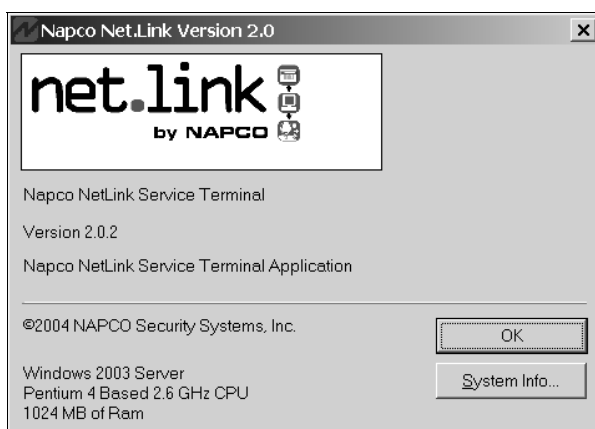 Napco Net.Link Version 2.0
net.link
by NAPCO
Napco NetLink Service Terminal
Version 2.0.2
Napco NetLink Service Terminal Application
©2004 NAPCO Security Systems, Inc.
OK
Windows 2003 Server
System Info...
Pentium 4 Based 2.6 GHz CPU
1024 MB of Ram